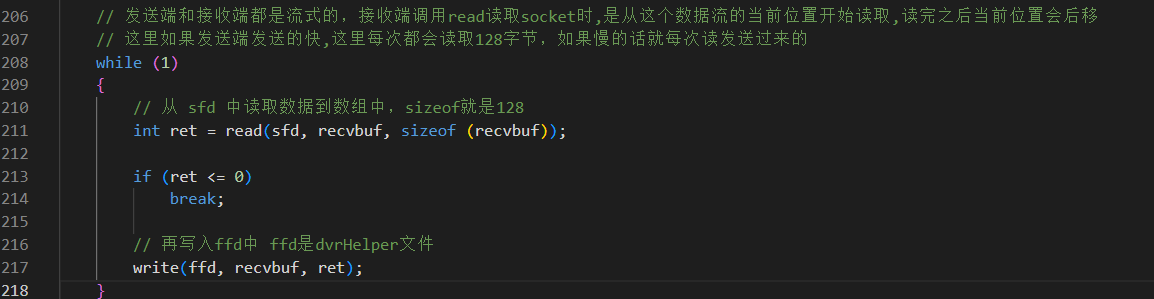 206 // 发送端和接收端都是流式的，接收端调用read读取socket时,是从这个数据流的当前位置开始读取,读完之后当前位置会后移
207 // 这里如果发送端发送的快,这里每次都会读取128字节，如果慢的话就每次读发送过来的
208 while (1)
209 {
210 // 从 sfd 中读取数据到数组中，sizeof就是128
211 int ret = read(sfd, recvbuf, sizeof (recvbuf));
212
213 if (ret <= 0)
214 break;
215
216 // 再写入ffd中 ffd是dvrHelper文件
217 write(ffd, recvbuf, ret);
218 }